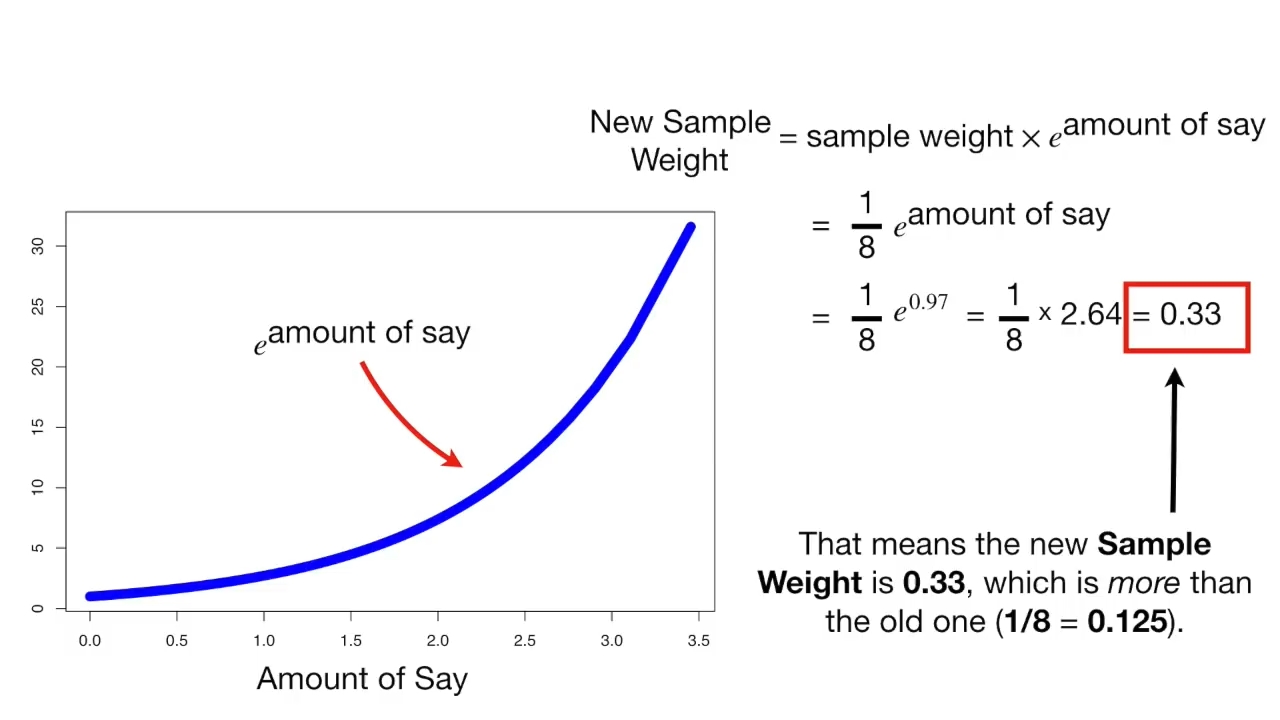 New Sample
Weight
= sample weight × e^amount of say
= 1/8 e^amount of say
= 1/8 e^0.97 = 1/8 x 2.64 = 0.33
30
25
20
15
10
5
0
e^amount of say
0.0 0.5 1.0 1.5 2.0 2.5 3.0 3.5
Amount of Say
That means the new Sample
Weight is 0.33, which is more than
the old one (1/8 = 0.125).